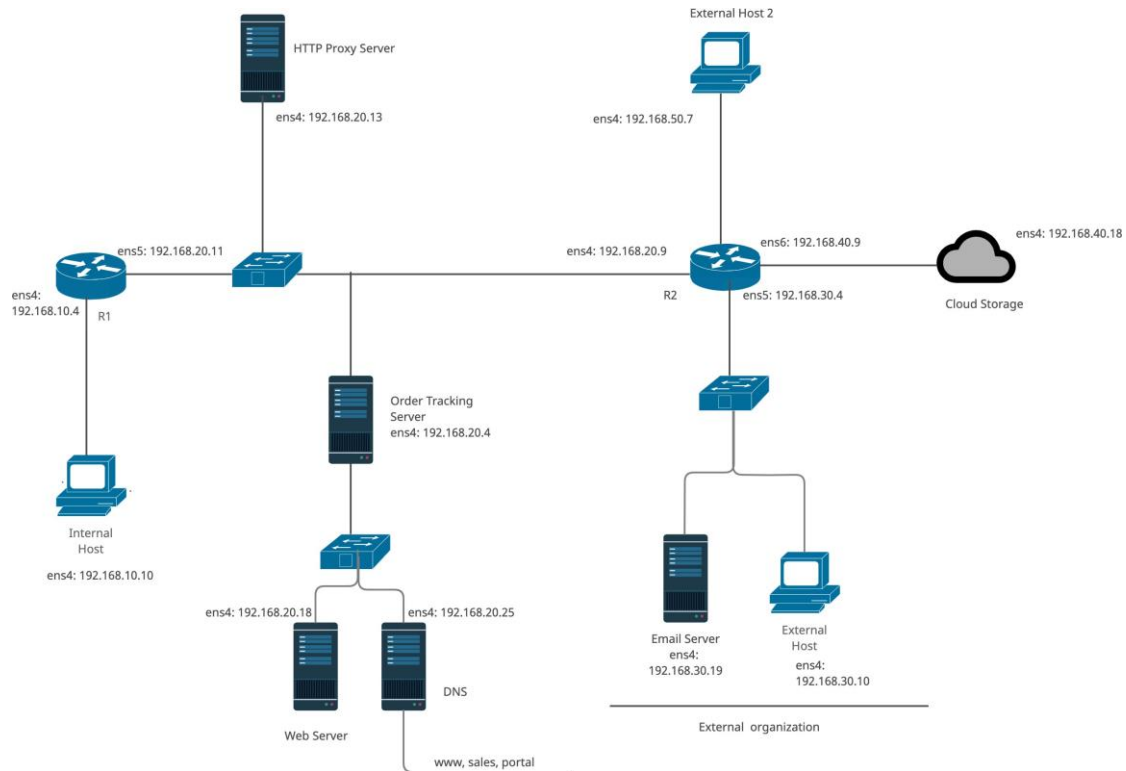 External Host 2
HTTP Proxy Server
ens4: 192.168.20.13
ens4: 192.168.50.7
ens5: 192.168.20.11
ens4: 192.168.20.9
ens6: 192.168.40.9
ens4: 192.168.40.18
ens4:
192.168.10.4
R1
R2
ens5: 192.168.30.4
Cloud Storage
Order Tracking
Server
ens4: 192.168.20.4
Internal
Host
ens4: 192.168.10.10
ens4: 192.168.20.18
ens4: 192.168.20.25
Email Server
ens4:
192.168.30.19
External
Host
ens4:
192.168.30.10
DNS
Web Server
External organization
www, sales, portal